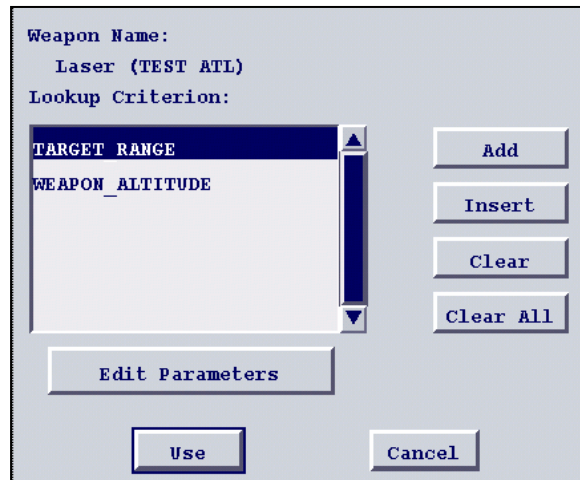 Weapon Name:
Laser (TEST ATL)
Lookup Criterion:
TARGET_RANGE
WEAPON_ALTITUDE
Add
Insert
Clear
Clear All
Edit Parameters
Use
Cancel